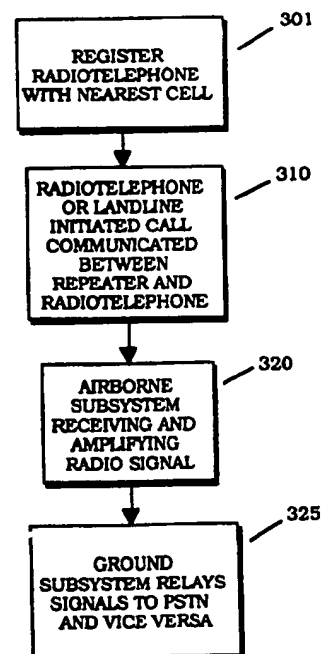 301
REGISTER
RADIOTELEPHONE
WITH NEAREST CELL
310
RADIOTELEPHONE
OR LANDLINE
INITIATED CALL
COMMUNICATED
BETWEEN
REPEATER AND
RADIOTELEPHONE
320
AIRBORNE
SUBSYSTEM
RECEIVING AND
AMPLIFYING
RADIO SIGNAL
325
GROUND
SUBSYSTEM RELAYS
SIGNALS TO PSTN
AND VICE VERSA